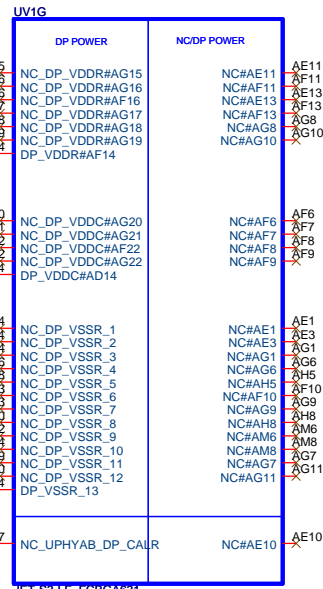 UV1G
DP POWER NC/DP POWER
NC_DP_VDDR#AG15 NC#AE11 AE11
NC_DP_VDDR#AG16 NC#AF11 AF11
NC_DP_VDDR#AF16 NC#AE13 AE13
NC_DP_VDDR#AG17 NC#AF13 AF13
NC_DP_VDDR#AG18 NC#AG8 AG8
NC_DP_VDDR#AG19 NC#AG10 AG10
DP_VDDR#AF14
NC_DP_VDDC#AG20 NC#AF6 AF6
NC_DP_VDDC#AG21 NC#AF7 AF7
NC_DP_VDDC#AF22 NC#AF8 AF8
NC_DP_VDDC#AG22 NC#AF9 AF9
DP_VDDC#AD14
NC_DP_VSSR_1 NC#AE1 AE1
NC_DP_VSSR_2 NC#AE3 AE3
NC_DP_VSSR_3 NC#AG1 AG1
NC_DP_VSSR_4 NC#AG6 AG6
NC_DP_VSSR_5 NC#AH5 AH5
NC_DP_VSSR_6 NC#AF10 AF10
NC_DP_VSSR_7 NC#AG9 AG9
NC_DP_VSSR_8 NC#AH8 AH8
NC_DP_VSSR_9 NC#AM6 AM6
NC_DP_VSSR_10 NC#AM8 AM8
NC_DP_VSSR_11 NC#AG7 AG7
NC_DP_VSSR_12 NC#AG11 AG11
DP_VSSR_13
NC_UPHYAB_DP_CALR NC#AE10 AE10